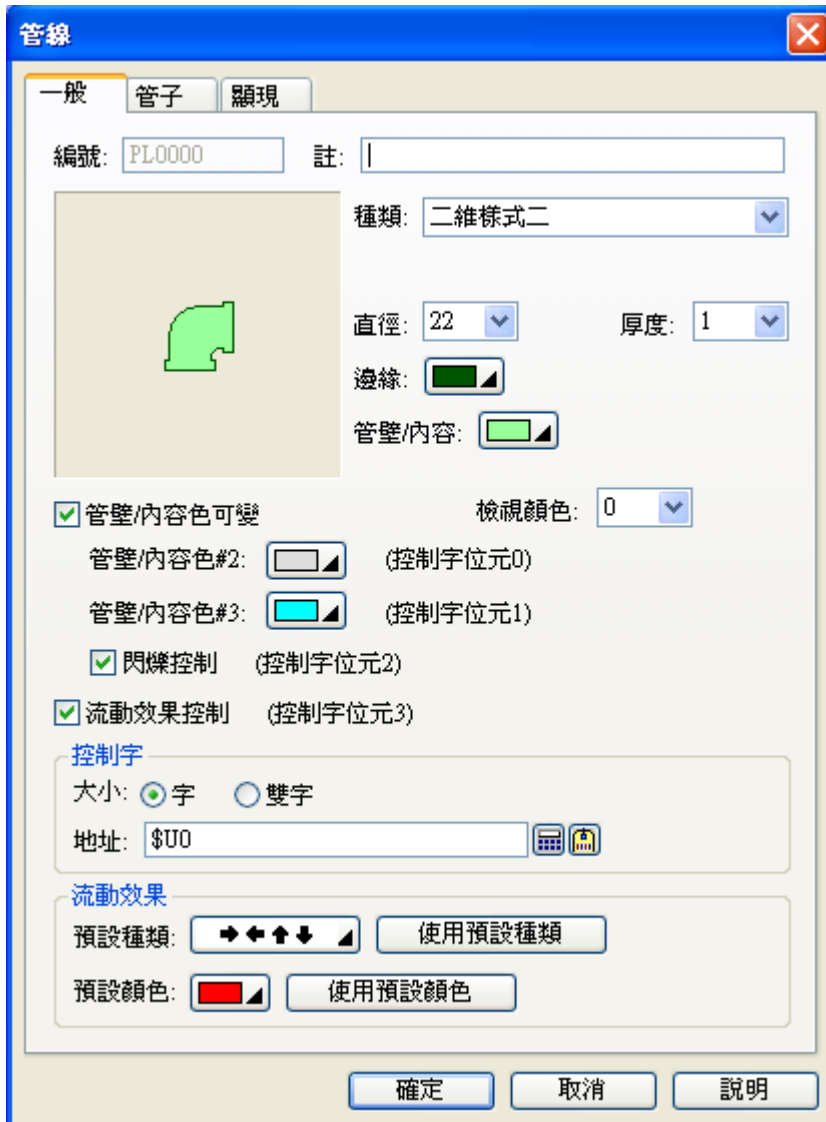 管線
一般 管子 顯現
編號: PL0000 註:
種類: 二維樣式二
直徑: 22 厚度: 1
邊緣:
管壁/內容:
管壁/內容色可變 檢視顏色: 0
管壁/內容色#2: (控制字位元0)
管壁/內容色#3: (控制字位元1)
閃爍控制 (控制字位元2)
流動效果控制 (控制字位元3)
控制字
大小: 字 雙字
地址: $U0
流動效果
預設種類: 使用預設種類
預設顏色: 使用預設顏色
確定 取消 說明